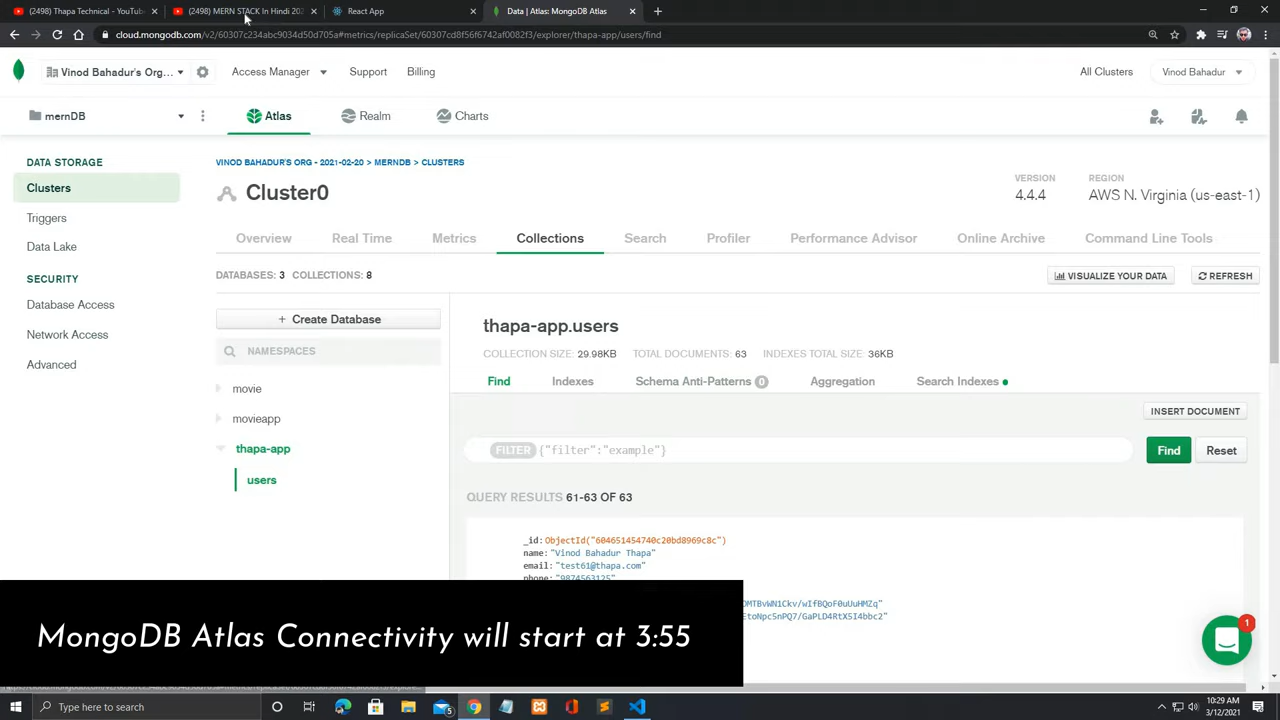 (2498) Thapa Technical - YouTub
(2498) MERN STACK In Hindi 202
React App
Data | Atlas: MongoDB Atlas
cloud.mongodb.com/v2/60307c234abc9034d50d705a#metrics/replicaSet/60307cd8f56f6742af0082f3/explorer/thapa-app/users/find
Vinod Bahadur's Org...
Access Manager
Support
Billing
All Clusters
Vinod Bahadur
mernDB
Atlas
Realm
Charts
DATA STORAGE
Clusters
Triggers
Data Lake
SECURITY
Database Access
Network Access
Advanced
VINOD BAHADUR'S ORG - 2021-02-20 > MERNDB > CLUSTERS
Cluster0
VERSION
4.4.4
REGION
AWS N. Virginia (us-east-1)
Overview
Real Time
Metrics
Collections
Search
Profiler
Performance Advisor
Online Archive
Command Line Tools
DATABASES: 3 COLLECTIONS: 8
VISUALIZE YOUR DATA
REFRESH
+ Create Database
NAMESPACES
movie
movieapp
thapa-app
users
thapa-app.users
COLLECTION SIZE: 29.98KB TOTAL DOCUMENTS: 63 INDEXES TOTAL SIZE: 36KB
Find
Indexes
Schema Anti-Patterns 0
Aggregation
Search Indexes
INSERT DOCUMENT
FILTER {"filter":"example"}
Find
Reset
QUERY RESULTS 61-63 OF 63
_id: ObjectId("604651454740c20bd8969c8c")
name: "Vinod Bahadur Thapa"
email: "test61@thapa.com"
phone: "9874563125"
MongoDB Atlas Connectivity will start at 3:55
1
Type here to search
5
10:29 AM
3/12/2021